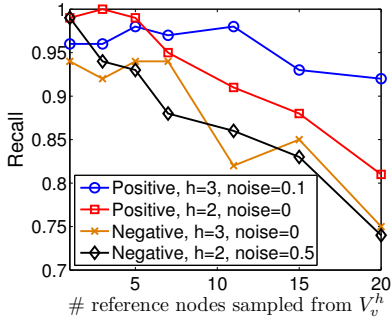 1
0.95
0.9
0.85
0.8
0.75
0.7
Recall
Positive, h=3, noise=0.1
Positive, h=2, noise=0
Negative, h=3, noise=0
Negative, h=2, noise=0.5
5 10 15 20
# reference nodes sampled from $V_v^h$